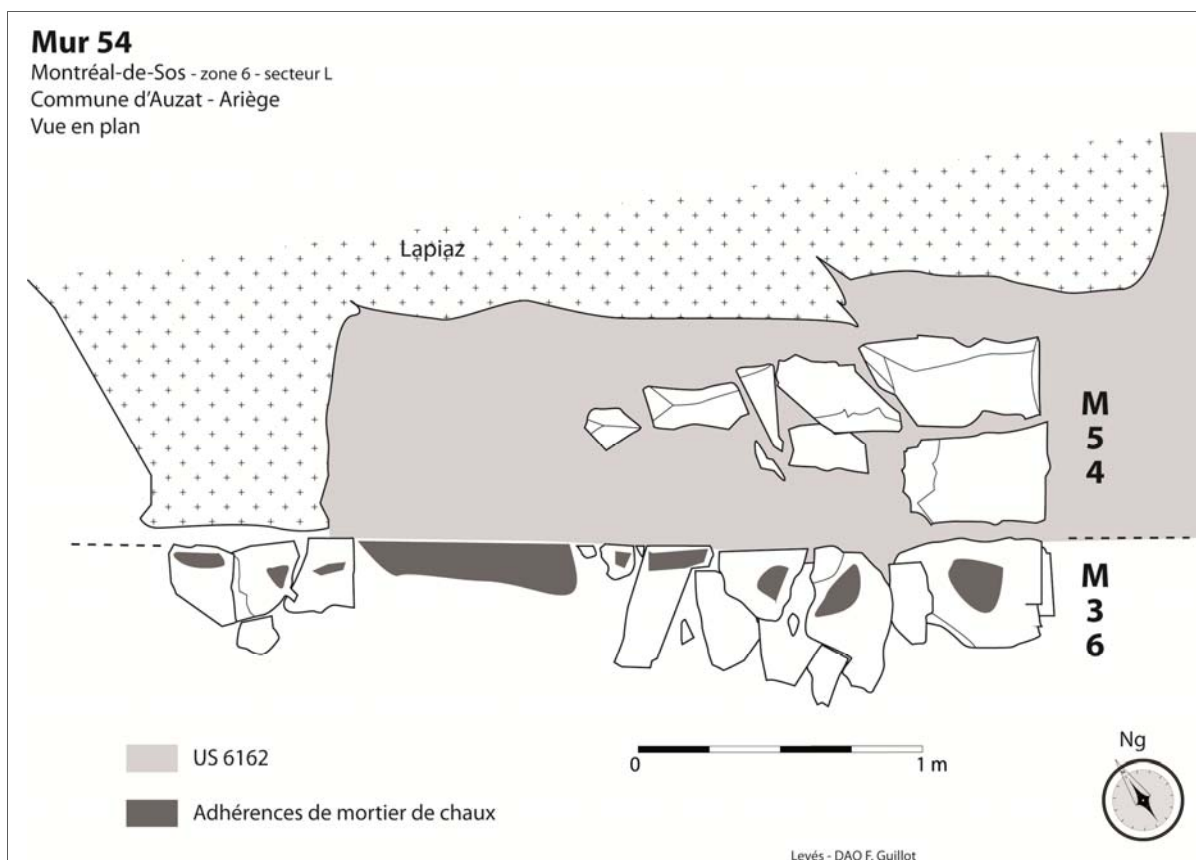 Mur 54
Montréal-de-Sos - zone 6 - secteur L
Commune d'Auzat - Ariège
Vue en plan
Lapiaz
M
5
4
M
3
6
US 6162
Adhérences de mortier de chaux
0 1 m
Ng
Levés - DAO F. Guillot